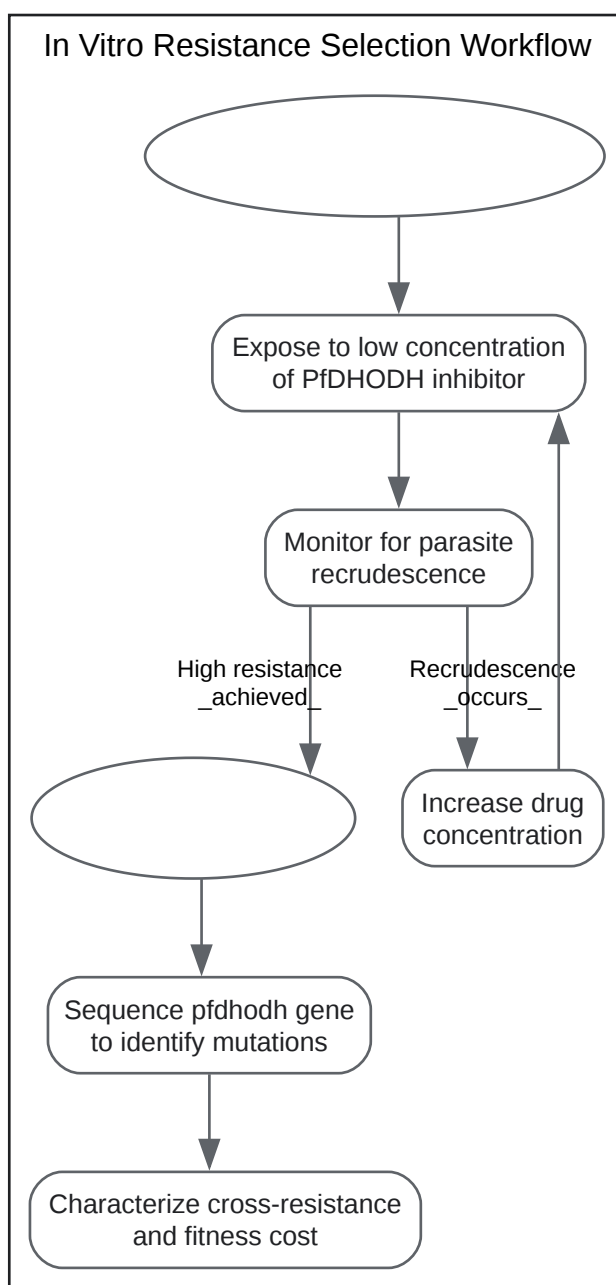 In Vitro Resistance Selection Workflow
Expose to low concentration
of PfDHODH inhibitor
Monitor for parasite
recrudescence
High resistance
_achieved_
Recrudescence
_occurs_
Increase drug
concentration
Sequence pfdhodh gene
to identify mutations
Characterize cross-resistance
and fitness cost